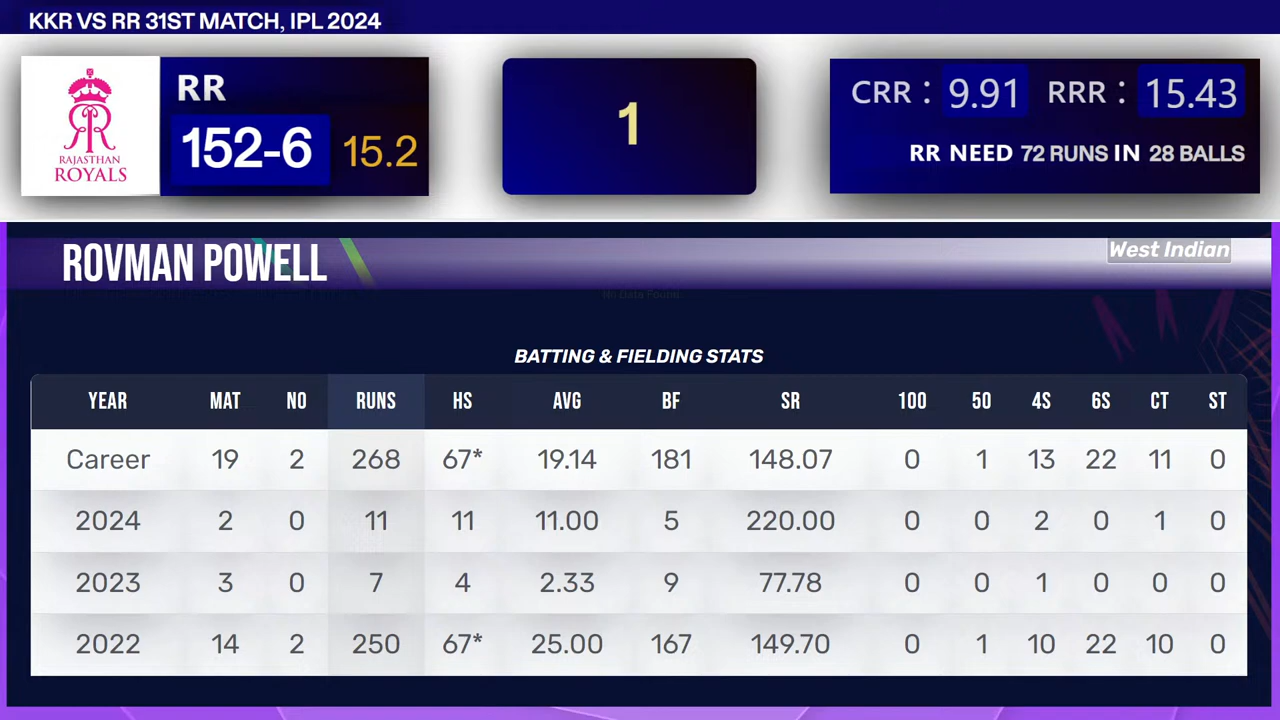 KKR VS RR 31ST MATCH, IPL 2024
RAJASTHAN
ROYALS
RR
152-6 15.2
1
CRR : 9.91 RRR : 15.43
RR NEED 72 RUNS IN 28 BALLS
ROVMAN POWELL
West Indian
No Data Found
BATTING & FIELDING STATS
YEAR MAT NO RUNS HS AVG BF SR 100 50 4S 6S CT ST
Career 19 2 268 67* 19.14 181 148.07 0 1 13 22 11 0
2024 2 0 11 11 11.00 5 220.00 0 0 2 0 1 0
2023 3 0 7 4 2.33 9 77.78 0 0 1 0 0 0
2022 14 2 250 67* 25.00 167 149.70 0 1 10 22 10 0